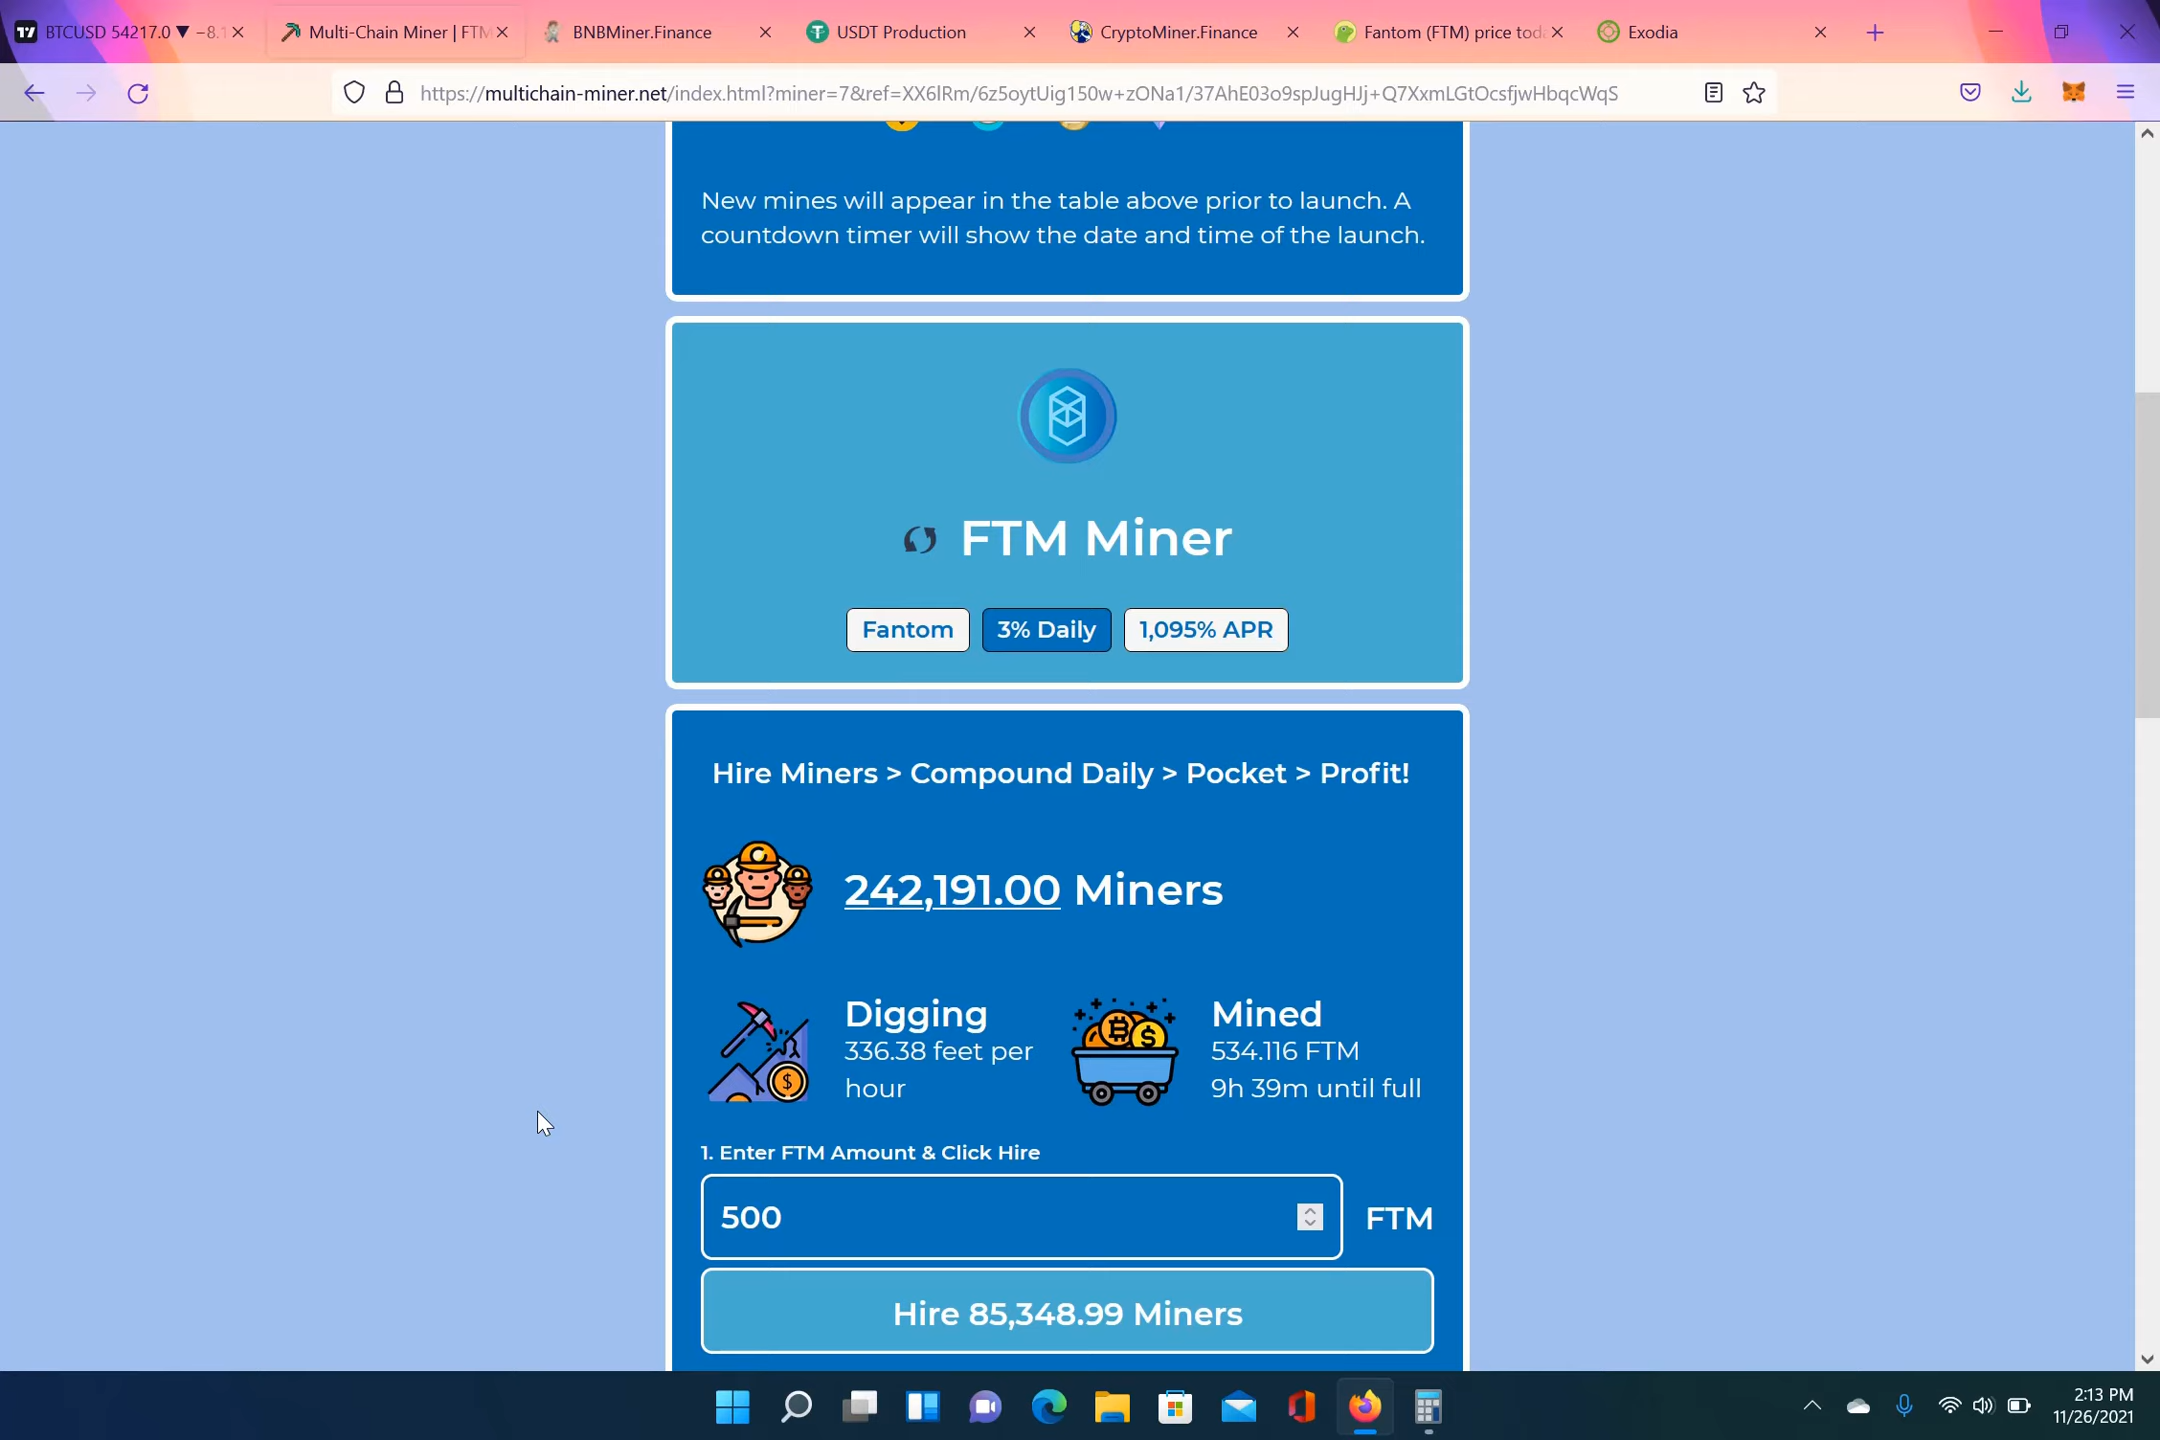 BTCUSD 54217.0 ▼ −8.1
Multi-Chain Miner | FTM
BNBMiner.Finance
USDT Production
CryptoMiner.Finance
Fantom (FTM) price toda
Exodia
https://multichain-miner.net/index.html?miner=7&ref=XX6lRm/6z5oytUig150w+zONa1/37AhE03o9spJugHJj+Q7XxmLGtOcsfjwHbqcWqS
New mines will appear in the table above prior to launch. A
countdown timer will show the date and time of the launch.
FTM Miner
Fantom
3% Daily
1,095% APR
Hire Miners > Compound Daily > Pocket > Profit!
242,191.00 Miners
Digging
336.38 feet per
hour
Mined
534.116 FTM
9h 39m until full
1. Enter FTM Amount & Click Hire
500
FTM
Hire 85,348.99 Miners
2:13 PM
11/26/2021